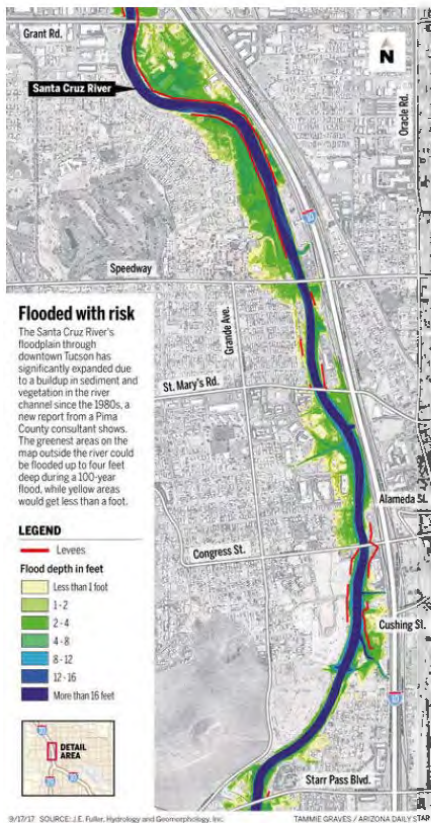 Grant Rd.
N
Santa Cruz River
Oracle Rd.
10
Speedway
Flooded with risk
The Santa Cruz River's
floodplain through
downtown Tucson has
significantly expanded due
to a buildup in sediment and
vegetation in the river
channel since the 1980s, a
new report from a Pima
County consultant shows.
The greenest areas on the
map outside the river could
be flooded up to four feet
deep during a 100-year
flood, while yellow areas
would get less than a foot.
Grande Ave.
St. Mary's Rd.
Alameda St.
Congress St.
Cushing St.
10
Starr Pass Blvd.
LEGEND
Levees
Flood depth in feet
Less than 1 foot
1 - 2
2 - 4
4 - 8
8 - 12
12 - 16
More than 16 feet
DETAIL
AREA
9/17/17 SOURCE: J.E. Fuller, Hydrology and Geomorphology, Inc.
TAMMIE GRAVES / ARIZONA DAILY STAR